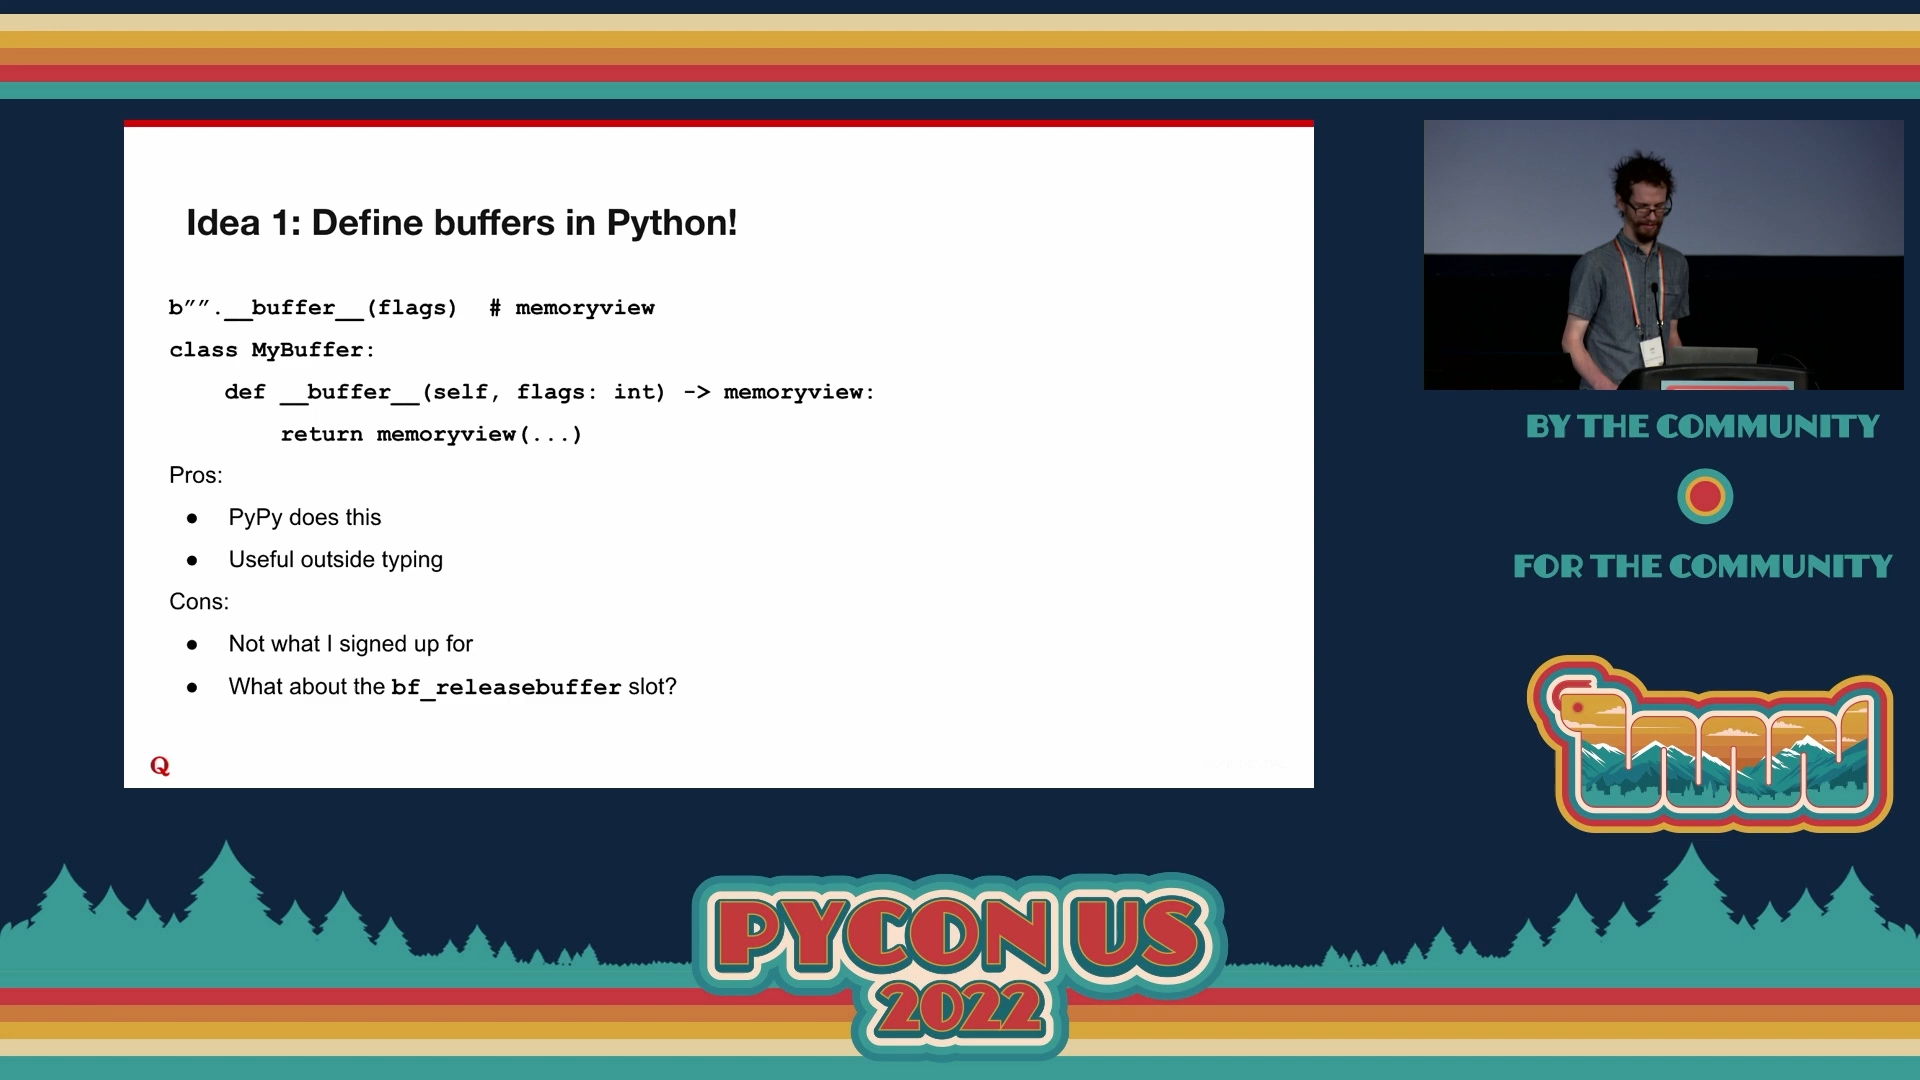 Idea 1: Define buffers in Python!
b””.__buffer__(flags)  # memoryview
class MyBuffer:
    def __buffer__(self, flags: int) -> memoryview:
        return memoryview(...)
Pros:
● PyPy does this
● Useful outside typing
Cons:
● Not what I signed up for
● What about the bf_releasebuffer slot?
Q
BY THE COMMUNITY
FOR THE COMMUNITY
PYCON US
2022